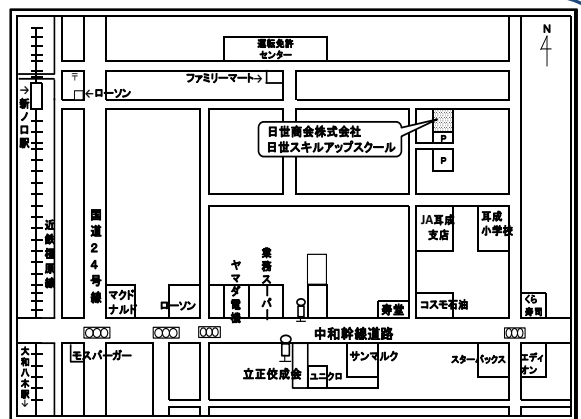 N
運転免許
センター
ファミリーマート→
〒
←ローソン
→新ノ口駅
日世商会株式会社
日世スキルアップスクール
P
P
近鉄橿原線
国道24号線
JA耳成
支店
耳成
小学校
マクド
ナルド
ローソン
ヤマダ電機
業務スーパー
寿堂
コスモ石油
くら
寿司
中和幹線道路
大和八木駅→
モスバーガー
立正佼成会
ユニクロ
サンマルク
スターバックス
エディ
オン